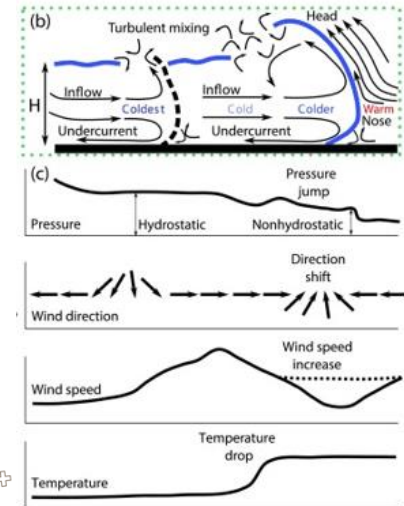 (b)
Turbulent mixing
Head
H
Inflow
Inflow
Coldest
Cold
Colder
Warm
Nose
Undercurrent
Undercurrent
(c)
Pressure
jump
Pressure
Hydrostatic
Nonhydrostatic
Direction
shift
Wind direction
Wind speed
increase
Wind speed
Temperature
drop
Temperature